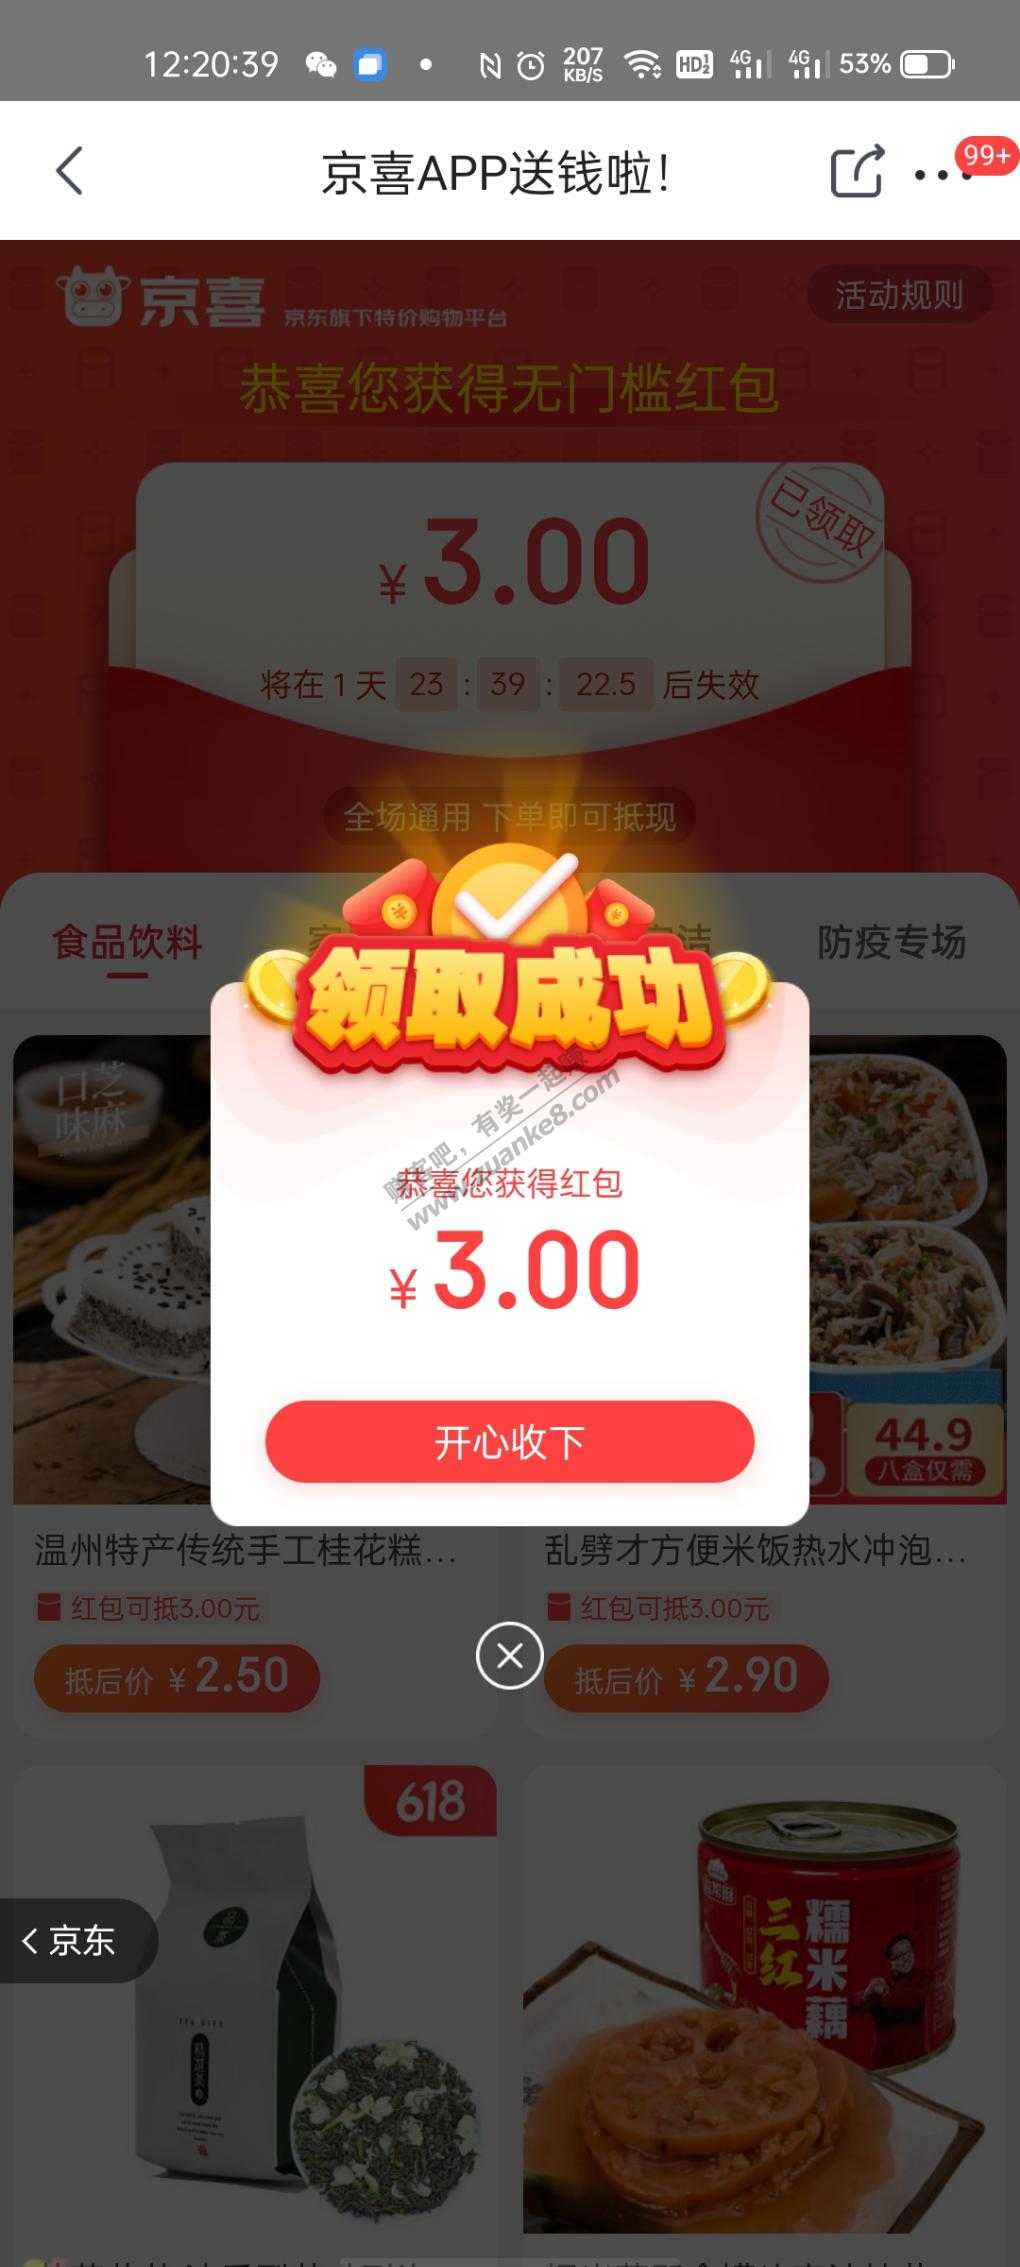 12:20:39 207 KB/S HD 1 2 4G 4G 53%
京喜APP送钱啦!
99+
京喜 京东旗下特价购物平台
活动规则
恭喜您获得无门槛红包
已领取
¥3.00
将在1天23:39:22.5后失效
全场通用 下单即可抵现
食品饮料
防疫专场
领取成功
口味
芝麻
赚客吧，有奖一起赚！
www.zuanke8.com
恭喜您获得红包
¥3.00
44.9
八盒仅需
开心收下
温州特产传统手工桂花糕...
乱劈才方便米饭热水冲泡...
红包可抵3.00元
红包可抵3.00元
抵后价 ¥2.50
抵后价 ¥2.90
618
三红
糯米藕
京东